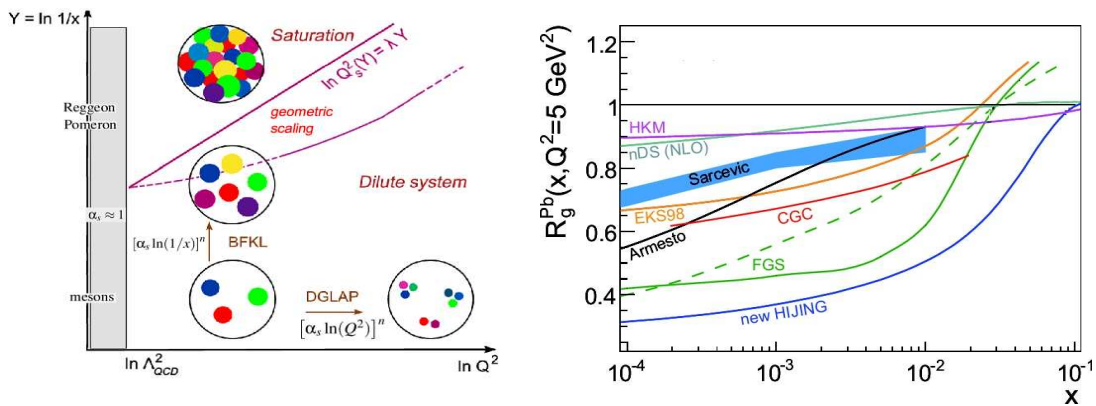 Y = ln 1/x
Saturation
ln Q²ₛ(Y) = λ Y
Reggeon
Pomeron
geometric
scaling
Dilute system
αₛ ≈ 1
[αₛ ln(1/x)]ⁿ
BFKL
mesons
DGLAP
[αₛ ln(Q²)]ⁿ
ln Λ²QCD
ln Q²
R_g^Pb(x,Q²=5 GeV²)
1.2
1
0.8
0.6
0.4
HKM
nDS (NLO)
Sarcevic
EKS98
CGC
Armesto
FGS
new HIJING
10⁻⁴
10⁻³
10⁻²
10⁻¹
x